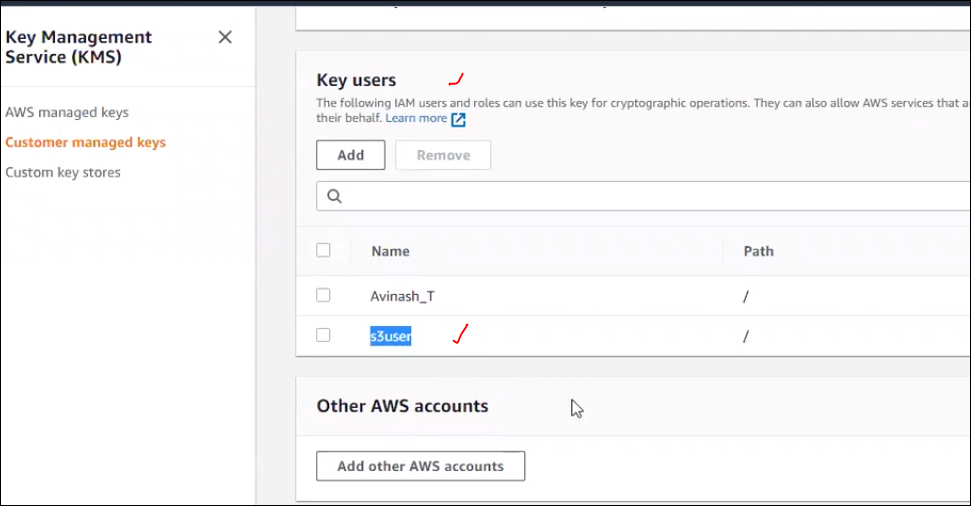 Key Management
Service (KMS)
AWS managed keys
Customer managed keys
Custom key stores
Key users
The following IAM users and roles can use this key for cryptographic operations. They can also allow AWS services that a
their behalf. Learn more
Add
Remove
Name
Path
Avinash_T
/
s3user
/
Other AWS accounts
Add other AWS accounts